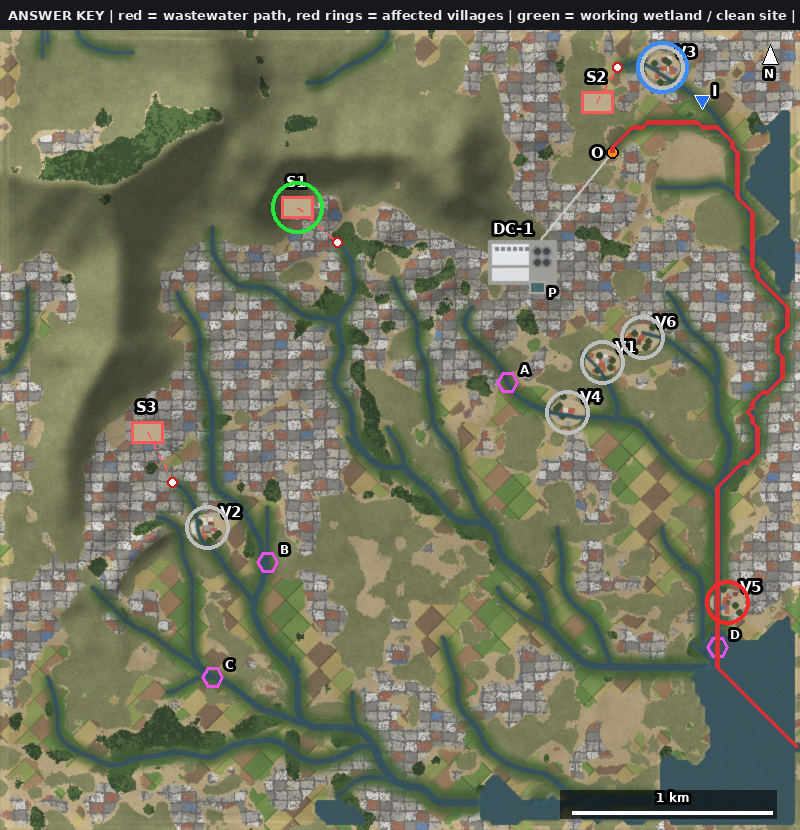 ANSWER KEY | red = wastewater path, red rings = affected villages | green = working wetland / clean site |
V3
N
S2
I
O
S1
DC-1
P
V6
V1
A
V4
S3
V2
B
V5
D
C
1 km